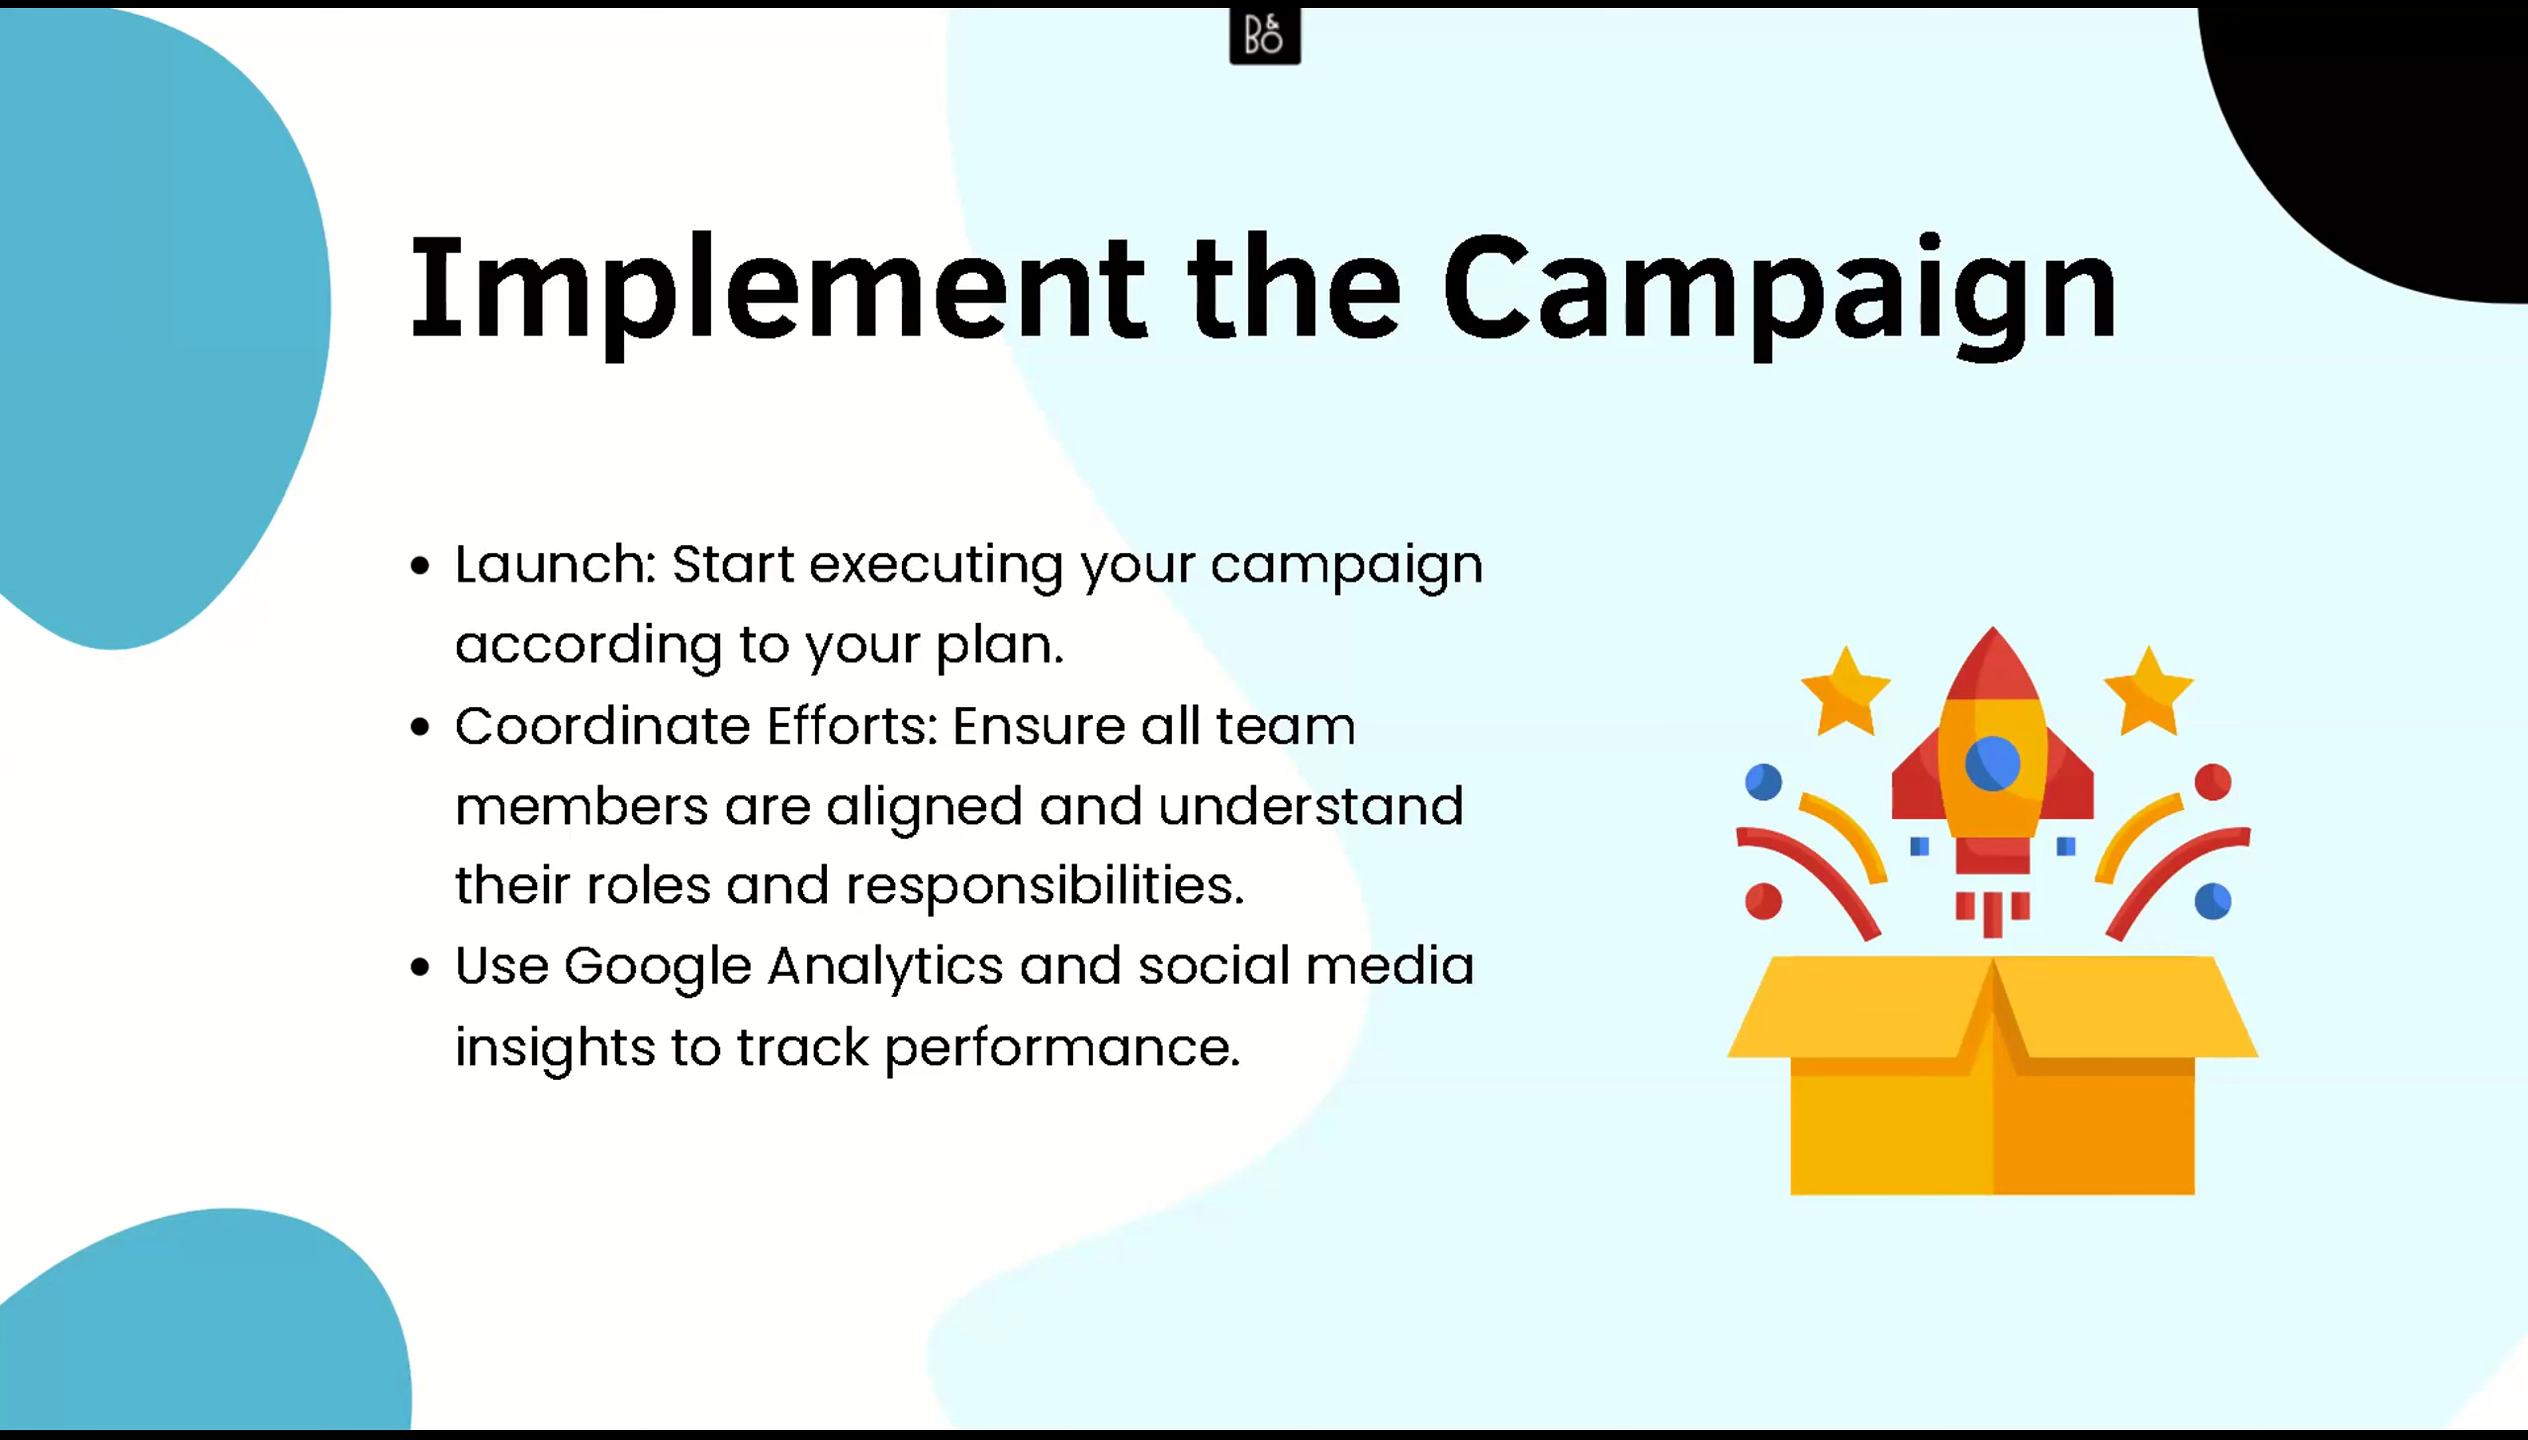 B&O
Implement the Campaign
• Launch: Start executing your campaign
according to your plan.
• Coordinate Efforts: Ensure all team
members are aligned and understand
their roles and responsibilities.
• Use Google Analytics and social media
insights to track performance.